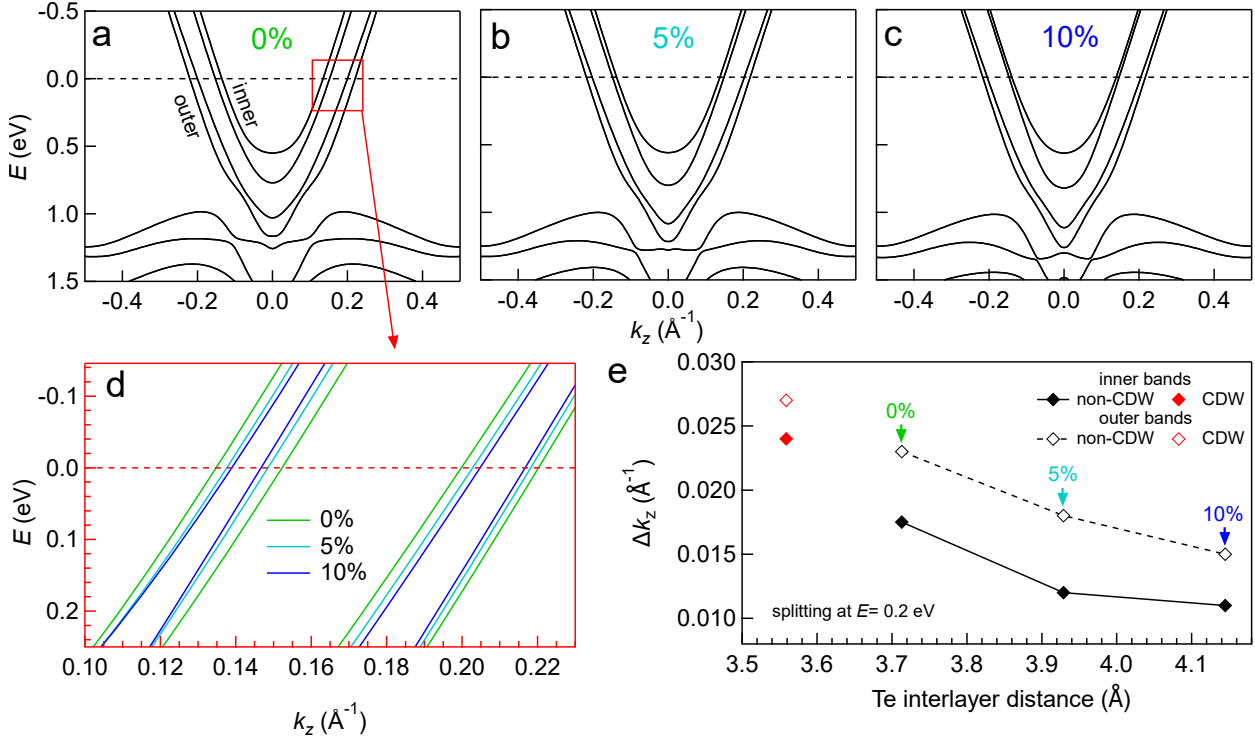 a
0%
b
5%
c
10%
-0.5
0.0
0.5
1.0
1.5
E (eV)
outer
inner
-0.4 -0.2 0.0 0.2 0.4
-0.4 -0.2 0.0 0.2 0.4
-0.4 -0.2 0.0 0.2 0.4
k_z (Å⁻¹)
d
-0.1
0.0
0.1
0.2
E (eV)
0%
5%
10%
0.10 0.12 0.14 0.16 0.18 0.20 0.22
k_z (Å⁻¹)
e
0.030
0.025
0.020
0.015
0.010
Δk_z (Å⁻¹)
inner bands
non-CDW CDW
outer bands
non-CDW CDW
0%
5%
10%
splitting at E= 0.2 eV
3.5 3.6 3.7 3.8 3.9 4.0 4.1
Te interlayer distance (Å)